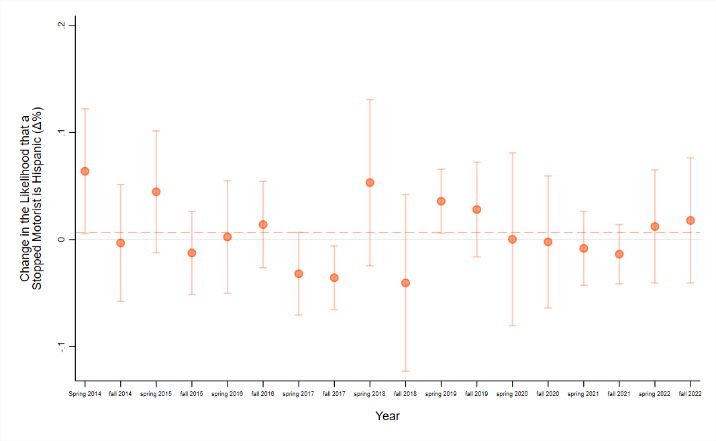 Change in the Likelihood that a
Stopped Motorist is Hispanic (Δ%)
.2
.1
0
-.1
Spring 2014 fall 2014 spring 2015 fall 2015 spring 2016 fall 2016 spring 2017 fall 2017 spring 2018 fall 2018 spring 2019 fall 2019 spring 2020 fall 2020 spring 2021 fall 2021 spring 2022 fall 2022
Year